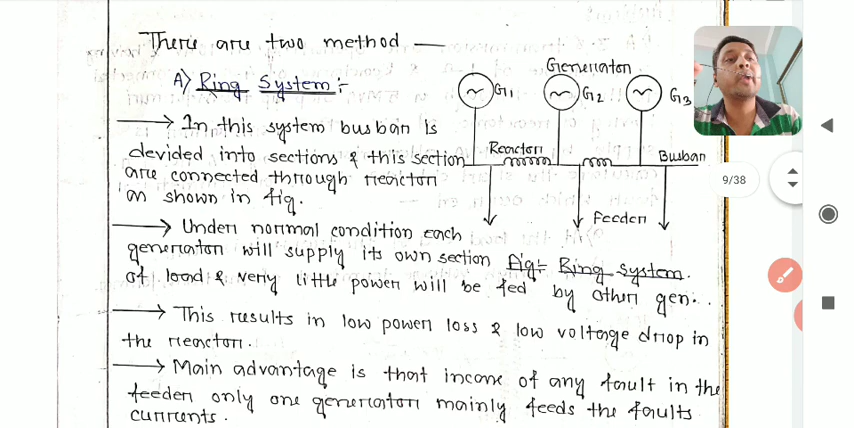 There are two method —
A) Ring System :-
→ In this system busbar is
devided into sections & this section
are connected through reactor
as shown in fig.
→ Under normal condition each
generator will supply its own section
of load & very little power will be fed by other gen.
→ This results in low power loss & low voltage drop in
the reactor.
→ Main advantage is that incase of any fault in the
feeder only one generator mainly feeds the faults
currents.
Generator
G1
G2
G3
Reactor
Busbar
Feeder
Fig:- Ring System.
9/38